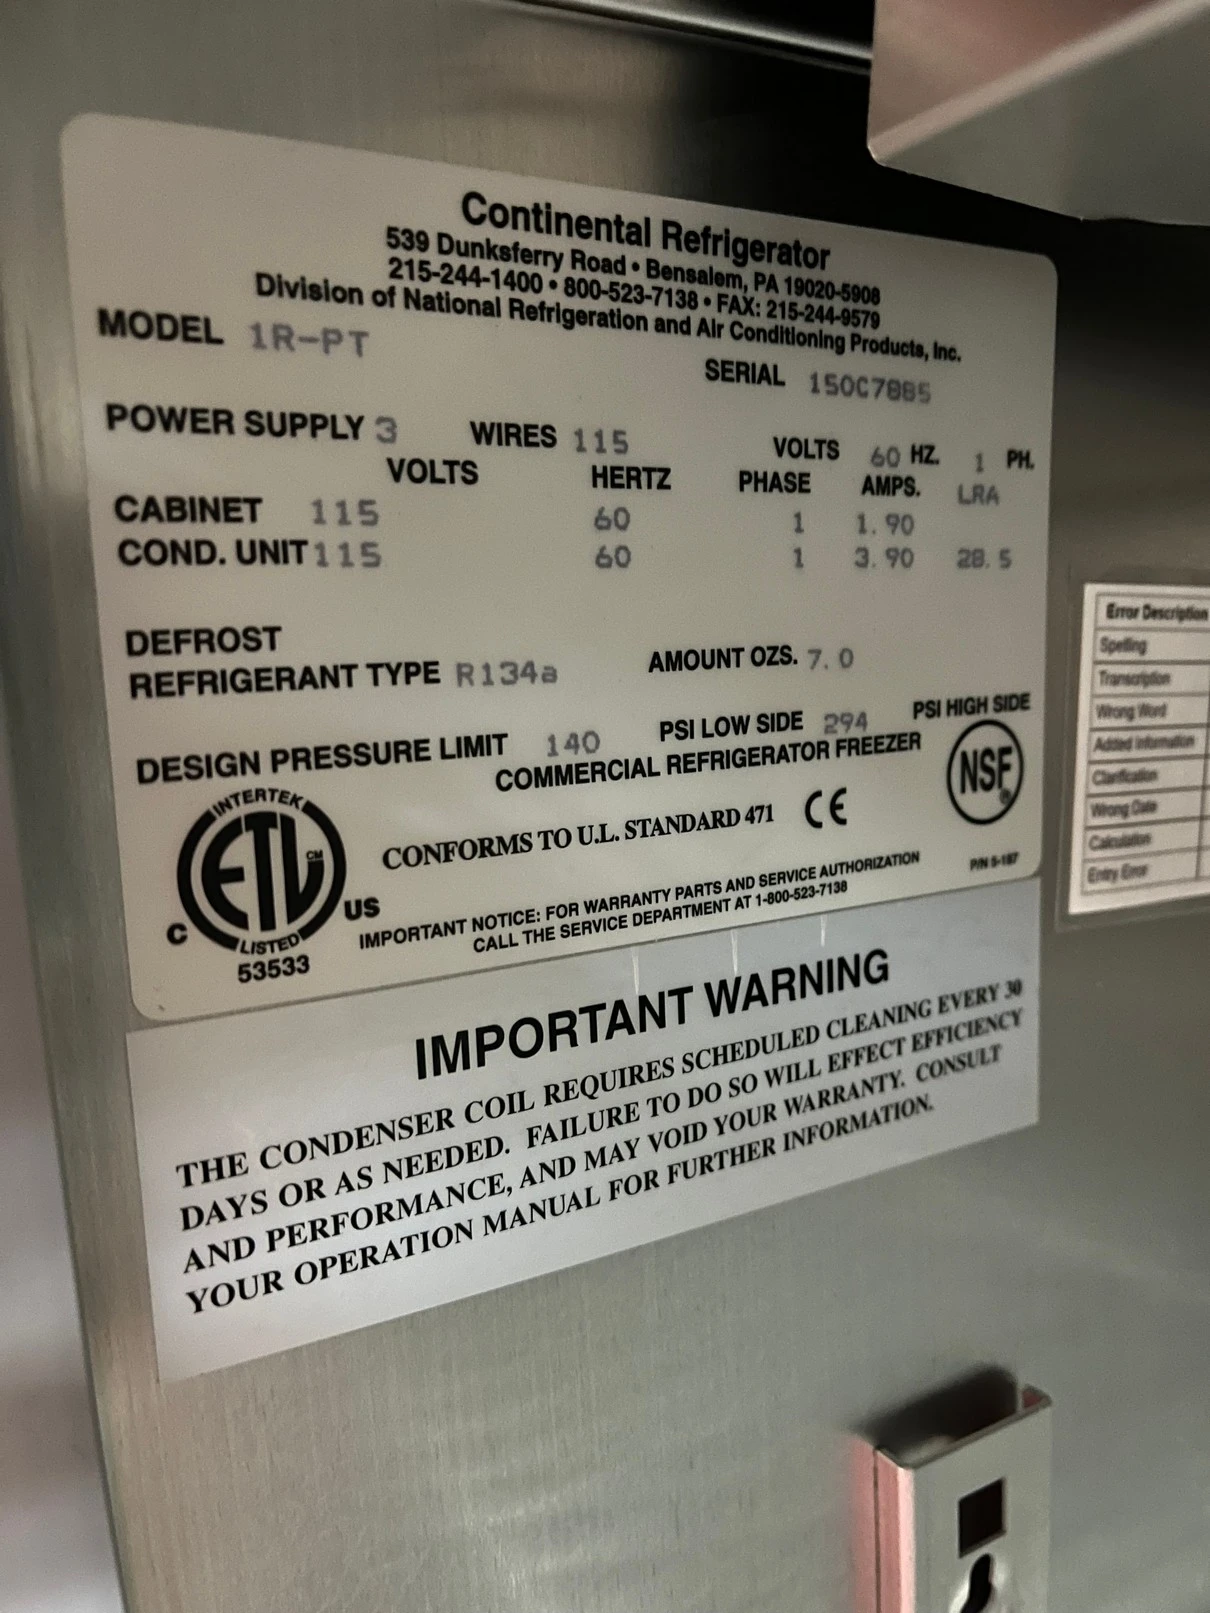 Continental Refrigerator
539 Dunksferry Road • Bensalem, PA 19020-5908
215-244-1400 • 800-523-7138 • FAX: 215-244-9579
Division of National Refrigeration and Air Conditioning Products, Inc.
MODEL 1R-PT
SERIAL 150C7885
POWER SUPPLY 3 WIRES 115 VOLTS 60 HZ. 1 PH.
VOLTS HERTZ PHASE AMPS. LRA
CABINET 115 60 1 1.90
COND. UNIT 115 60 1 3.90 28.5
DEFROST
REFRIGERANT TYPE R134a AMOUNT OZS. 7.0
DESIGN PRESSURE LIMIT 140 PSI LOW SIDE 294 PSI HIGH SIDE
COMMERCIAL REFRIGERATOR FREEZER
INTERTEK
ETL CM
C US
LISTED
53533
CONFORMS TO U.L. STANDARD 471 CE
NSF ®
IMPORTANT NOTICE: FOR WARRANTY PARTS AND SERVICE AUTHORIZATION
CALL THE SERVICE DEPARTMENT AT 1-800-523-7138
P/N 5-187
IMPORTANT WARNING
THE CONDENSER COIL REQUIRES SCHEDULED CLEANING EVERY 30
DAYS OR AS NEEDED. FAILURE TO DO SO WILL EFFECT EFFICIENCY
AND PERFORMANCE, AND MAY VOID YOUR WARRANTY. CONSULT
YOUR OPERATION MANUAL FOR FURTHER INFORMATION.
Error Description
Spelling
Transcription
Wrong Word
Added Information
Clarification
Wrong Date
Calculation
Entry Error